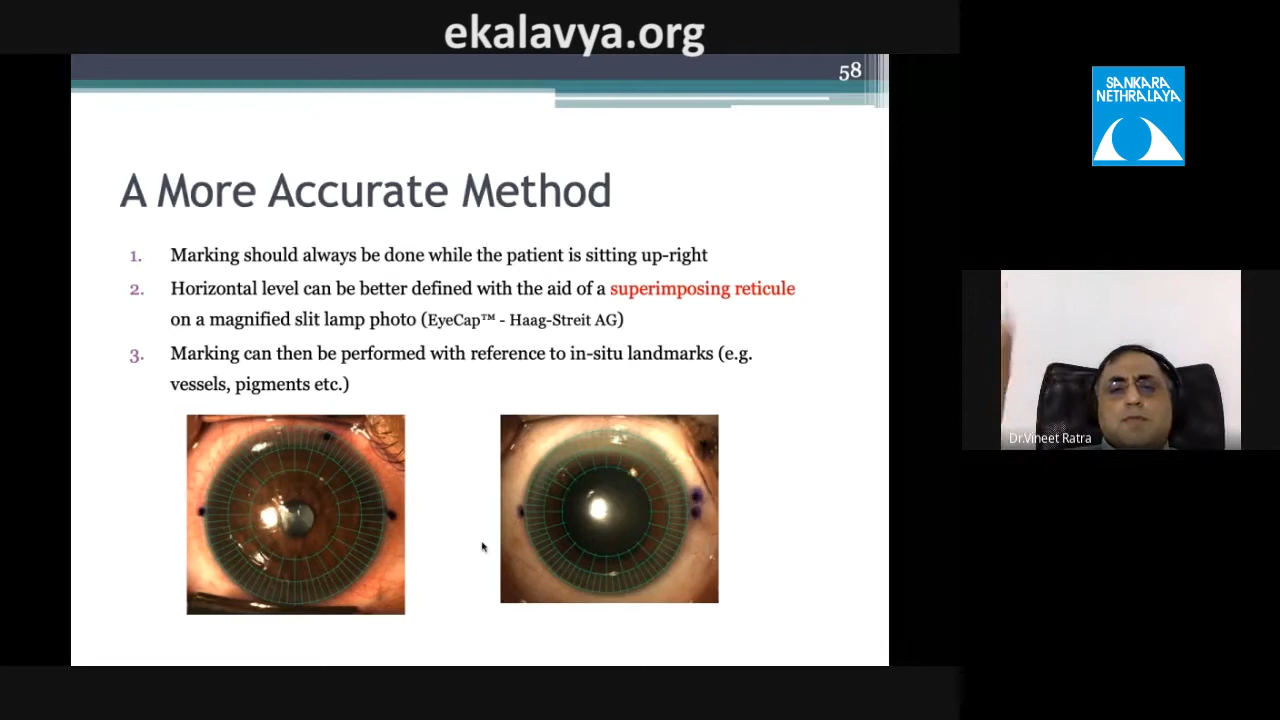 ekalavya.org
58
SANKARA
NETHRALAYA
A More Accurate Method
1. Marking should always be done while the patient is sitting up-right
2. Horizontal level can be better defined with the aid of a superimposing reticule
on a magnified slit lamp photo (EyeCap™ - Haag-Streit AG)
3. Marking can then be performed with reference to in-situ landmarks (e.g.
vessels, pigments etc.)
Dr.Vineet Ratra